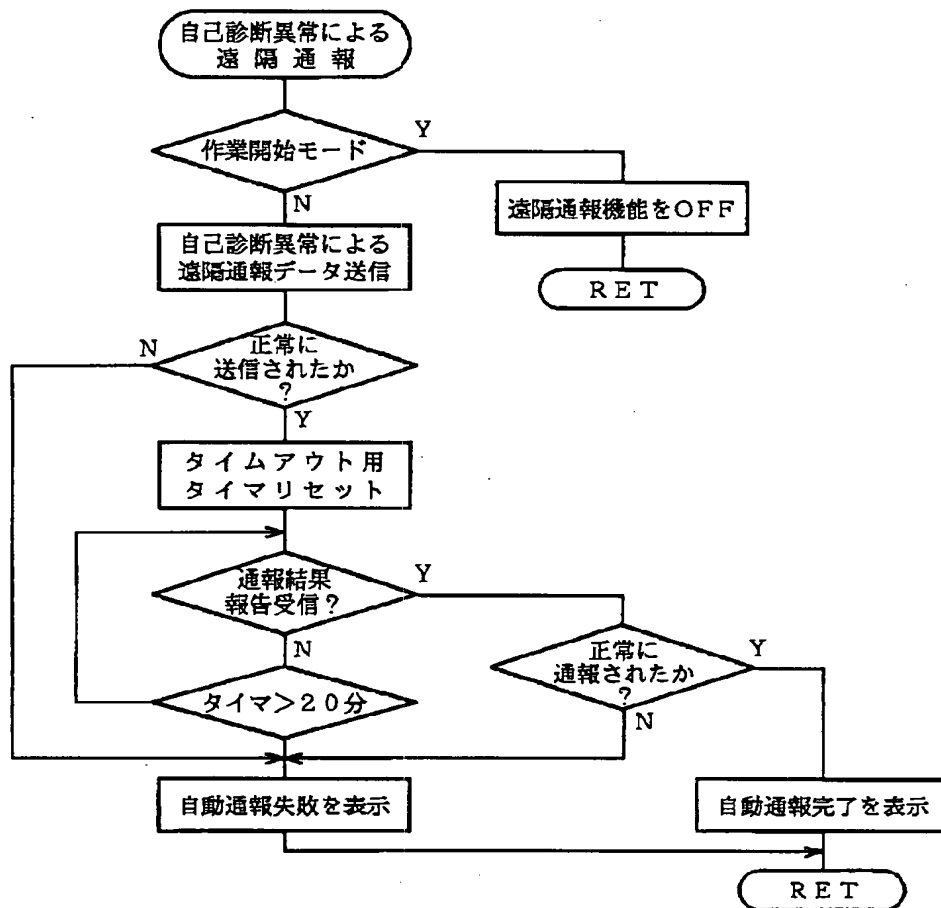 自己診断異常による
遠隔通報
作業開始モード
Y
N
遠隔通報機能をOFF
RET
自己診断異常による
遠隔通報データ送信
正常に
送信されたか
?
N
Y
タイムアウト用
タイマリセット
通報結果
報告受信?
Y
N
正常に
通報されたか
?
Y
N
タイマ>20分
自動通報失敗を表示
自動通報完了を表示
RET